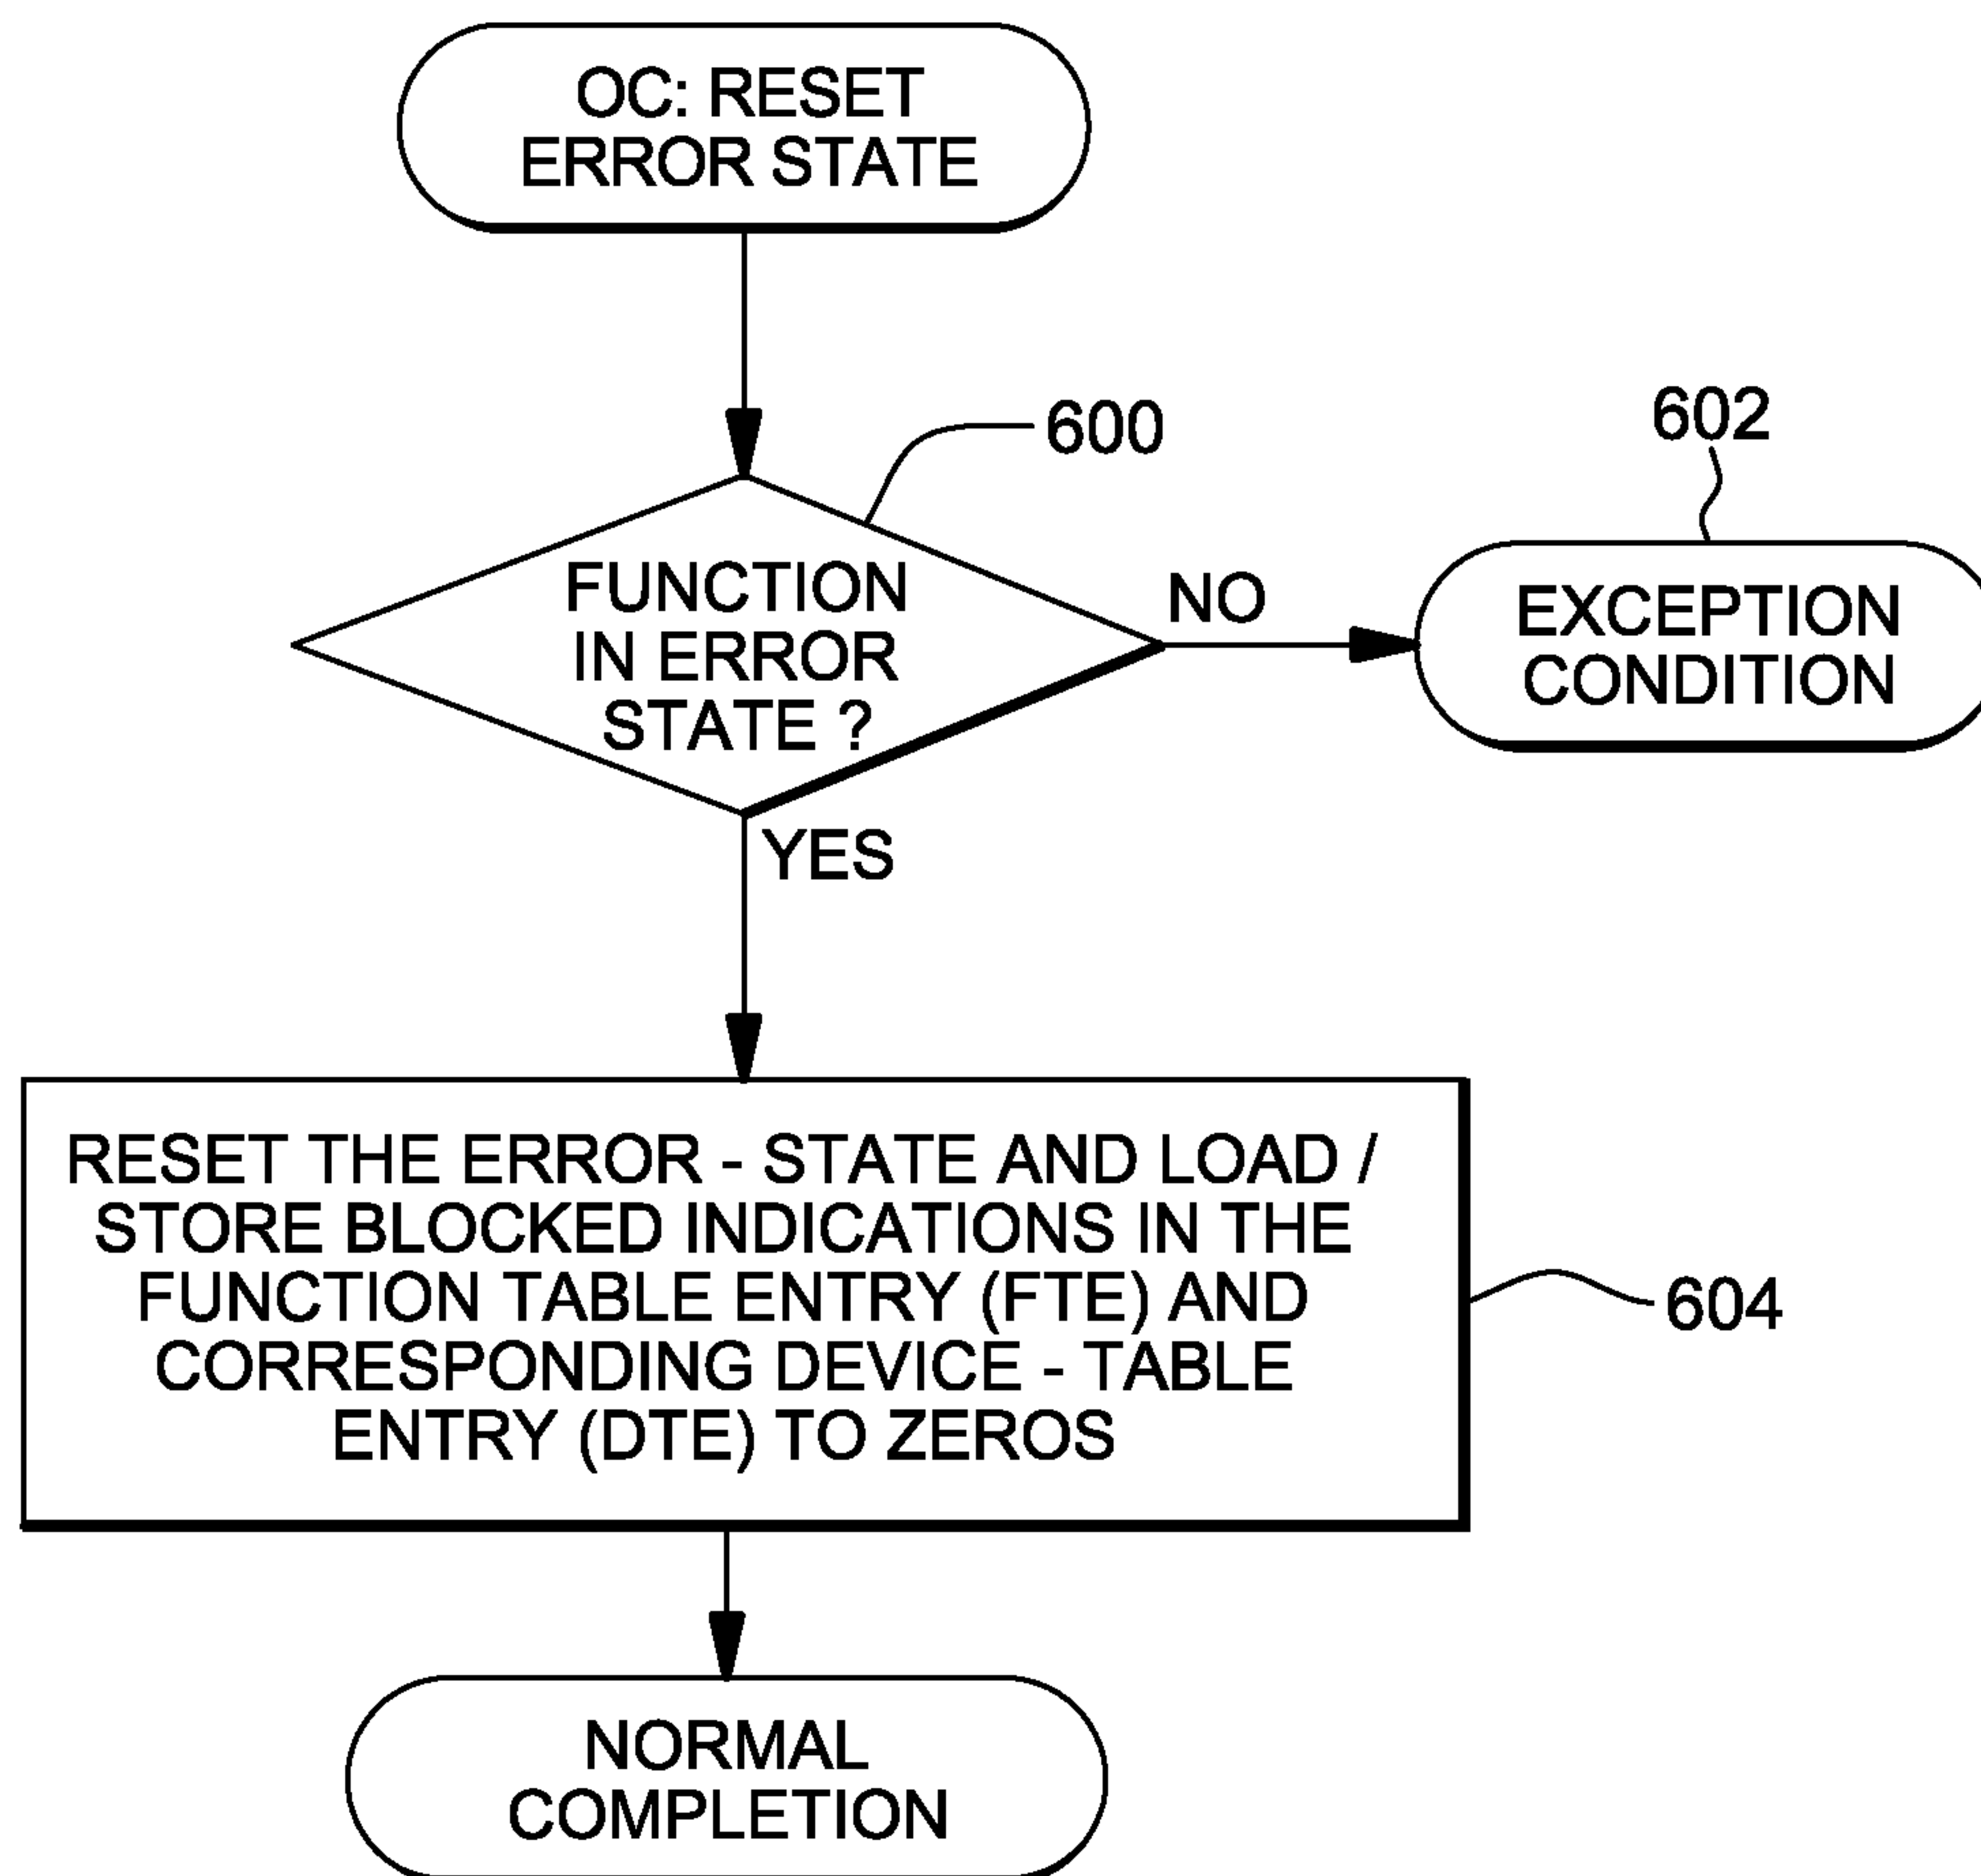 OC: RESET
ERROR STATE
600
602
FUNCTION
IN ERROR
STATE ?
NO
EXCEPTION
CONDITION
YES
RESET THE ERROR - STATE AND LOAD /
STORE BLOCKED INDICATIONS IN THE
FUNCTION TABLE ENTRY (FTE) AND
CORRESPONDING DEVICE - TABLE
ENTRY (DTE) TO ZEROS
604
NORMAL
COMPLETION